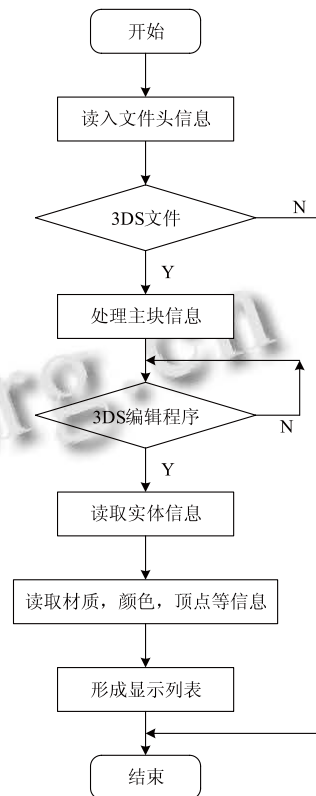 开始
读入文件头信息
3DS文件
N
Y
处理主块信息
3DS编辑程序
N
Y
读取实体信息
读取材质，颜色，顶点等信息
形成显示列表
结束
rg.cn